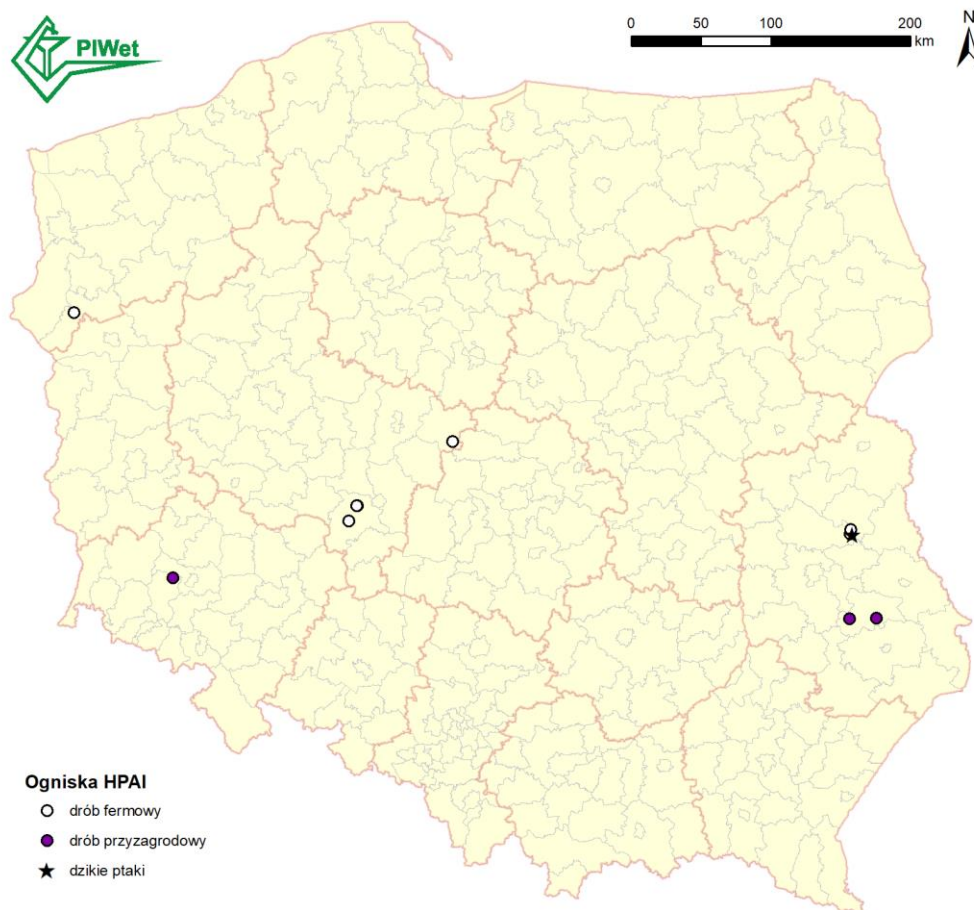 PIWet
0 50 100 200
km
N
Ogniska HPAI
drób fermowy
drób przyzagrodowy
dzikie ptaki